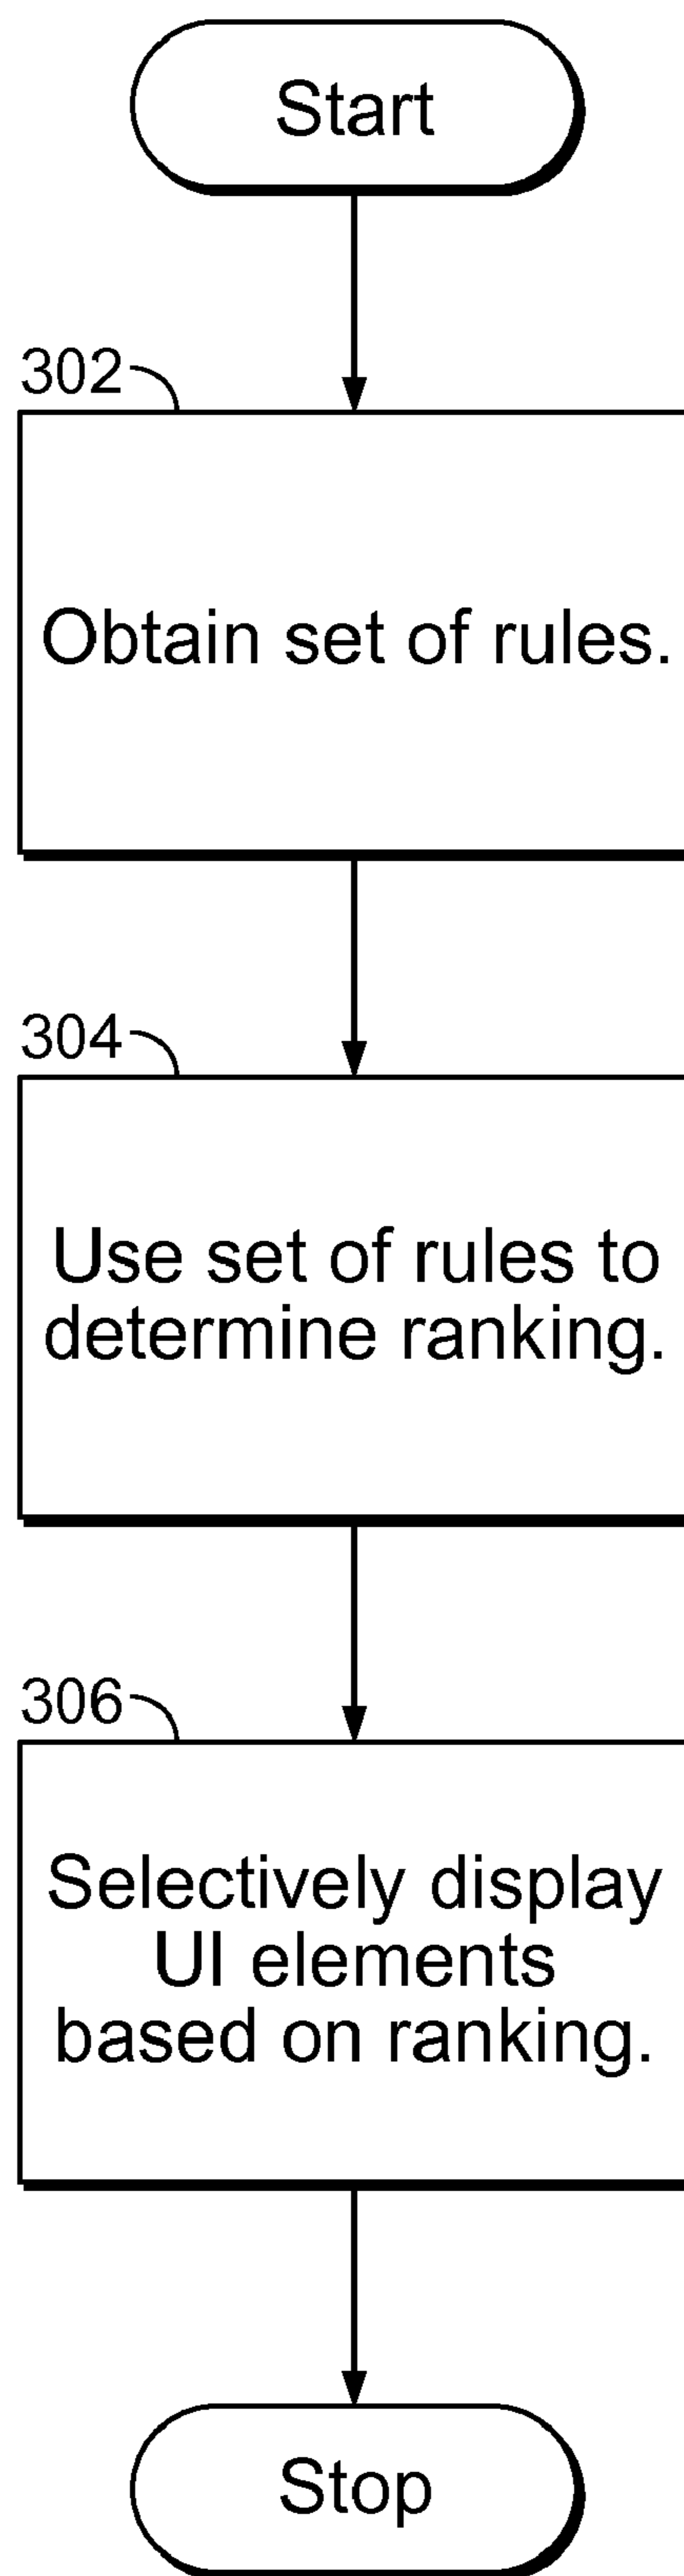 Start
302
Obtain set of rules.
304
Use set of rules to
determine ranking.
306
Selectively display
UI elements
based on ranking.
Stop